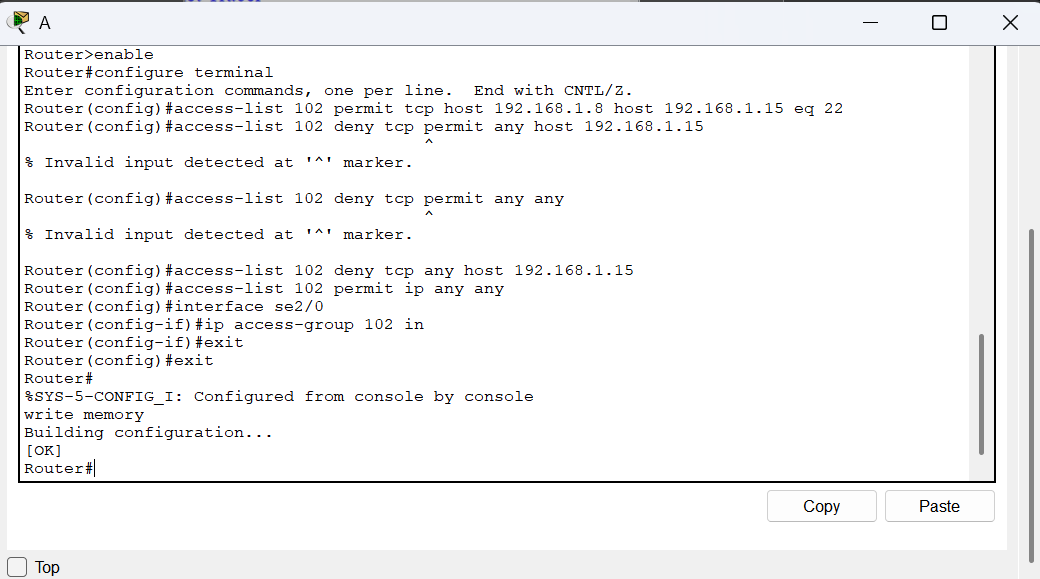 A
Router>enable
Router#configure terminal
Enter configuration commands, one per line.  End with CNTL/Z.
Router(config)#access-list 102 permit tcp host 192.168.1.8 host 192.168.1.15 eq 22
Router(config)#access-list 102 deny tcp permit any host 192.168.1.15
^
% Invalid input detected at '^' marker.
Router(config)#access-list 102 deny tcp permit any any
^
% Invalid input detected at '^' marker.
Router(config)#access-list 102 deny tcp any host 192.168.1.15
Router(config)#access-list 102 permit ip any any
Router(config)#interface se2/0
Router(config-if)#ip access-group 102 in
Router(config-if)#exit
Router(config)#exit
Router#
%SYS-5-CONFIG_I: Configured from console by console
write memory
Building configuration...
[OK]
Router#
Copy
Paste
Top